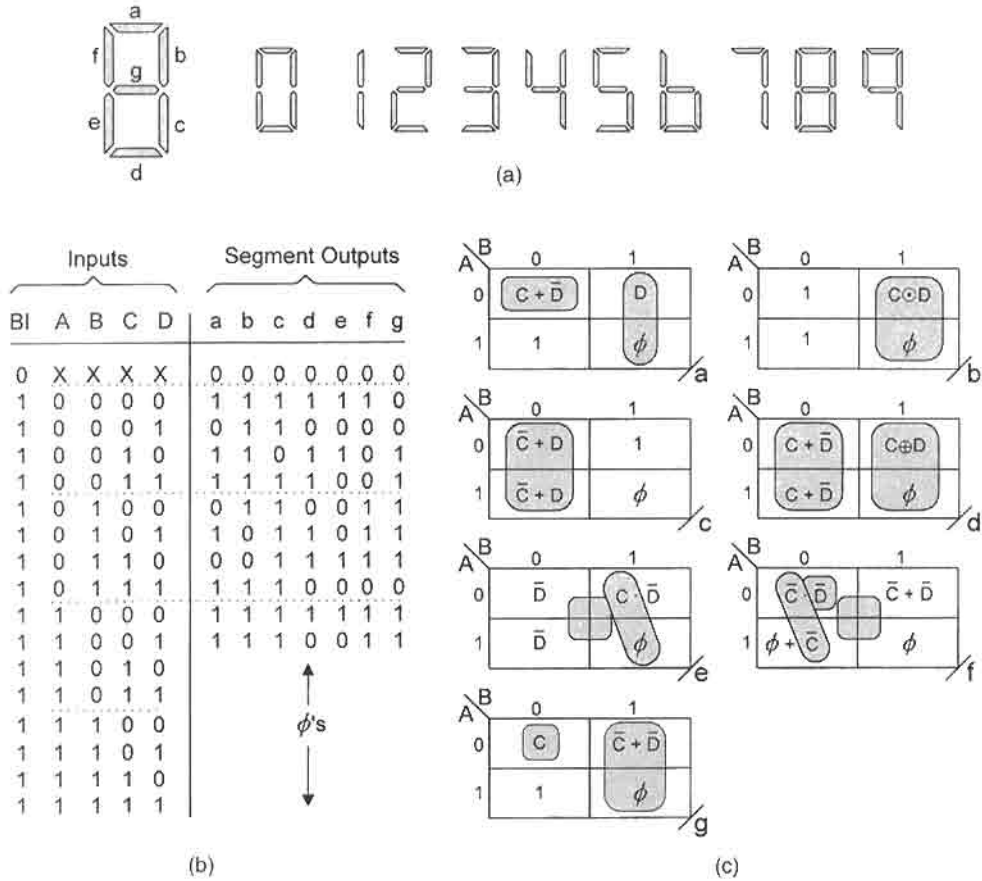 a
f b
g
e c
d
0 1 2 3 4 5 6 7 8 9
(a)
Inputs Segment Outputs
BI A B C D a b c d e f g
0 X X X X 0 0 0 0 0 0 0
1 0 0 0 0 1 1 1 1 1 1 0
1 0 0 0 1 0 1 1 0 0 0 0
1 0 0 1 0 1 1 0 1 1 0 1
1 0 0 1 1 1 1 1 1 0 0 1
1 0 1 0 0 0 1 1 0 0 1 1
1 0 1 0 1 1 0 1 1 0 1 1
1 0 1 1 0 0 0 1 1 1 1 1
1 0 1 1 1 1 1 1 0 0 0 0
1 1 0 0 0 1 1 1 1 1 1 1
1 1 0 0 1 1 1 1 0 0 1 1
1 1 0 1 0
1 1 0 1 1
1 1 1 0 0
ϕ's
1 1 1 0 1
1 1 1 1 0
1 1 1 1 1
(b)
A B 0 1
0 C + D̄ D
1 1 ϕ
a
A B 0 1
0 1 C⊙D
1 1 ϕ
b
A B 0 1
0 C̄ + D 1
1 C̄ + D ϕ
c
A B 0 1
0 C + D̄ C⊕D
1 C + D̄ ϕ
d
A B 0 1
0 D̄ C · D̄
1 D̄ ϕ
e
A B 0 1
0 C̄ · D̄ C̄ + D̄
1 ϕ + C̄ ϕ
f
A B 0 1
0 C C̄ + D̄
1 1 ϕ
g
(c)